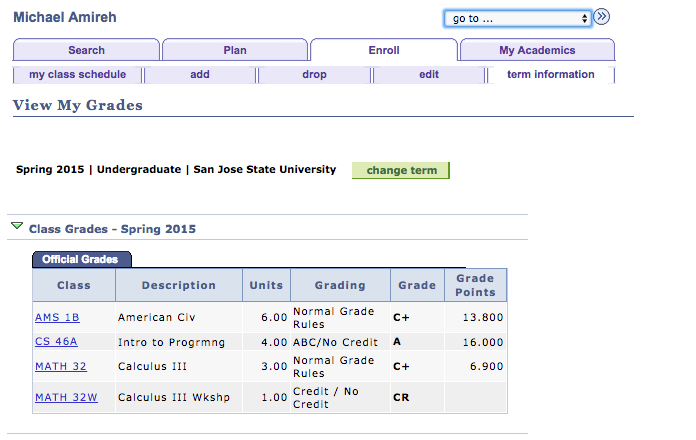 Michael Amireh
go to ...
Search Plan Enroll My Academics
my class schedule add drop edit term information
View My Grades
Spring 2015 | Undergraduate | San Jose State University change term
Class Grades - Spring 2015
Official Grades
Class Description Units Grading Grade Grade Points
AMS 1B American Civ 6.00 Normal Grade Rules C+ 13.800
CS 46A Intro to Progrmng 4.00 ABC/No Credit A 16.000
MATH 32 Calculus III 3.00 Normal Grade Rules C+ 6.900
MATH 32W Calculus III Wkshp 1.00 Credit / No Credit CR